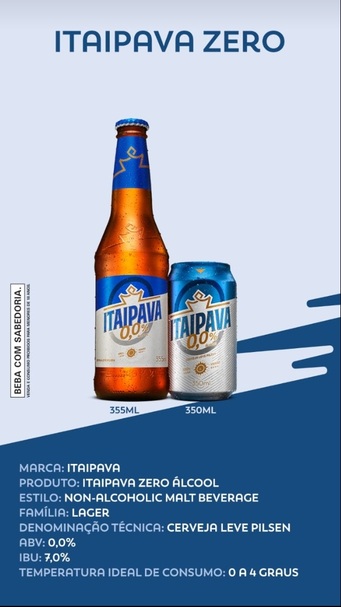 ITAIPAVA ZERO
BEBA COM SABEDORIA.
ITAIPAVA
0,0%
ITAIPAVA
0,0%
355ML
350ML
MARCA: ITAIPAVA
PRODUTO: ITAIPAVA ZERO ÁLCOOL
ESTILO: NON-ALCOHOLIC MALT BEVERAGE
FAMÍLIA: LAGER
DENOMINAÇÃO TÉCNICA: CERVEJA LEVE PILSEN
ABV: 0,0%
IBU: 7,0%
TEMPERATURA IDEAL DE CONSUMO: 0 A 4 GRAUS